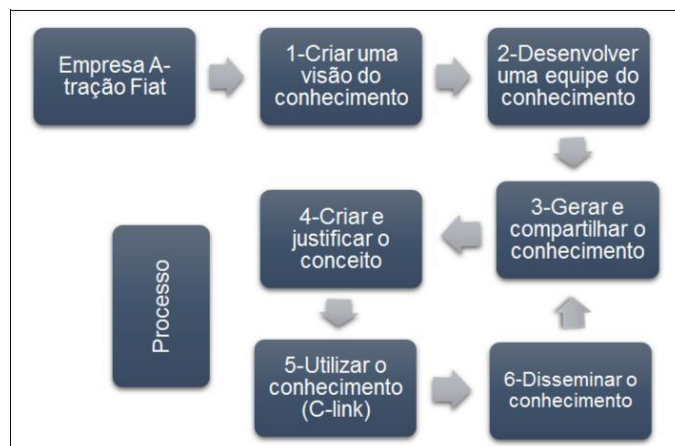 Empresa A-
tração Fiat
1-Criar uma
visão do
conhecimento
2-Desenvolver
uma equipe do
conhecimento
3-Gerar e
compartilhar o
conhecimento
4-Criar e
justificar o
conceito
Processo
5-Utilizar o
conhecimento
(C-link)
6-Disseminar o
conhecimento